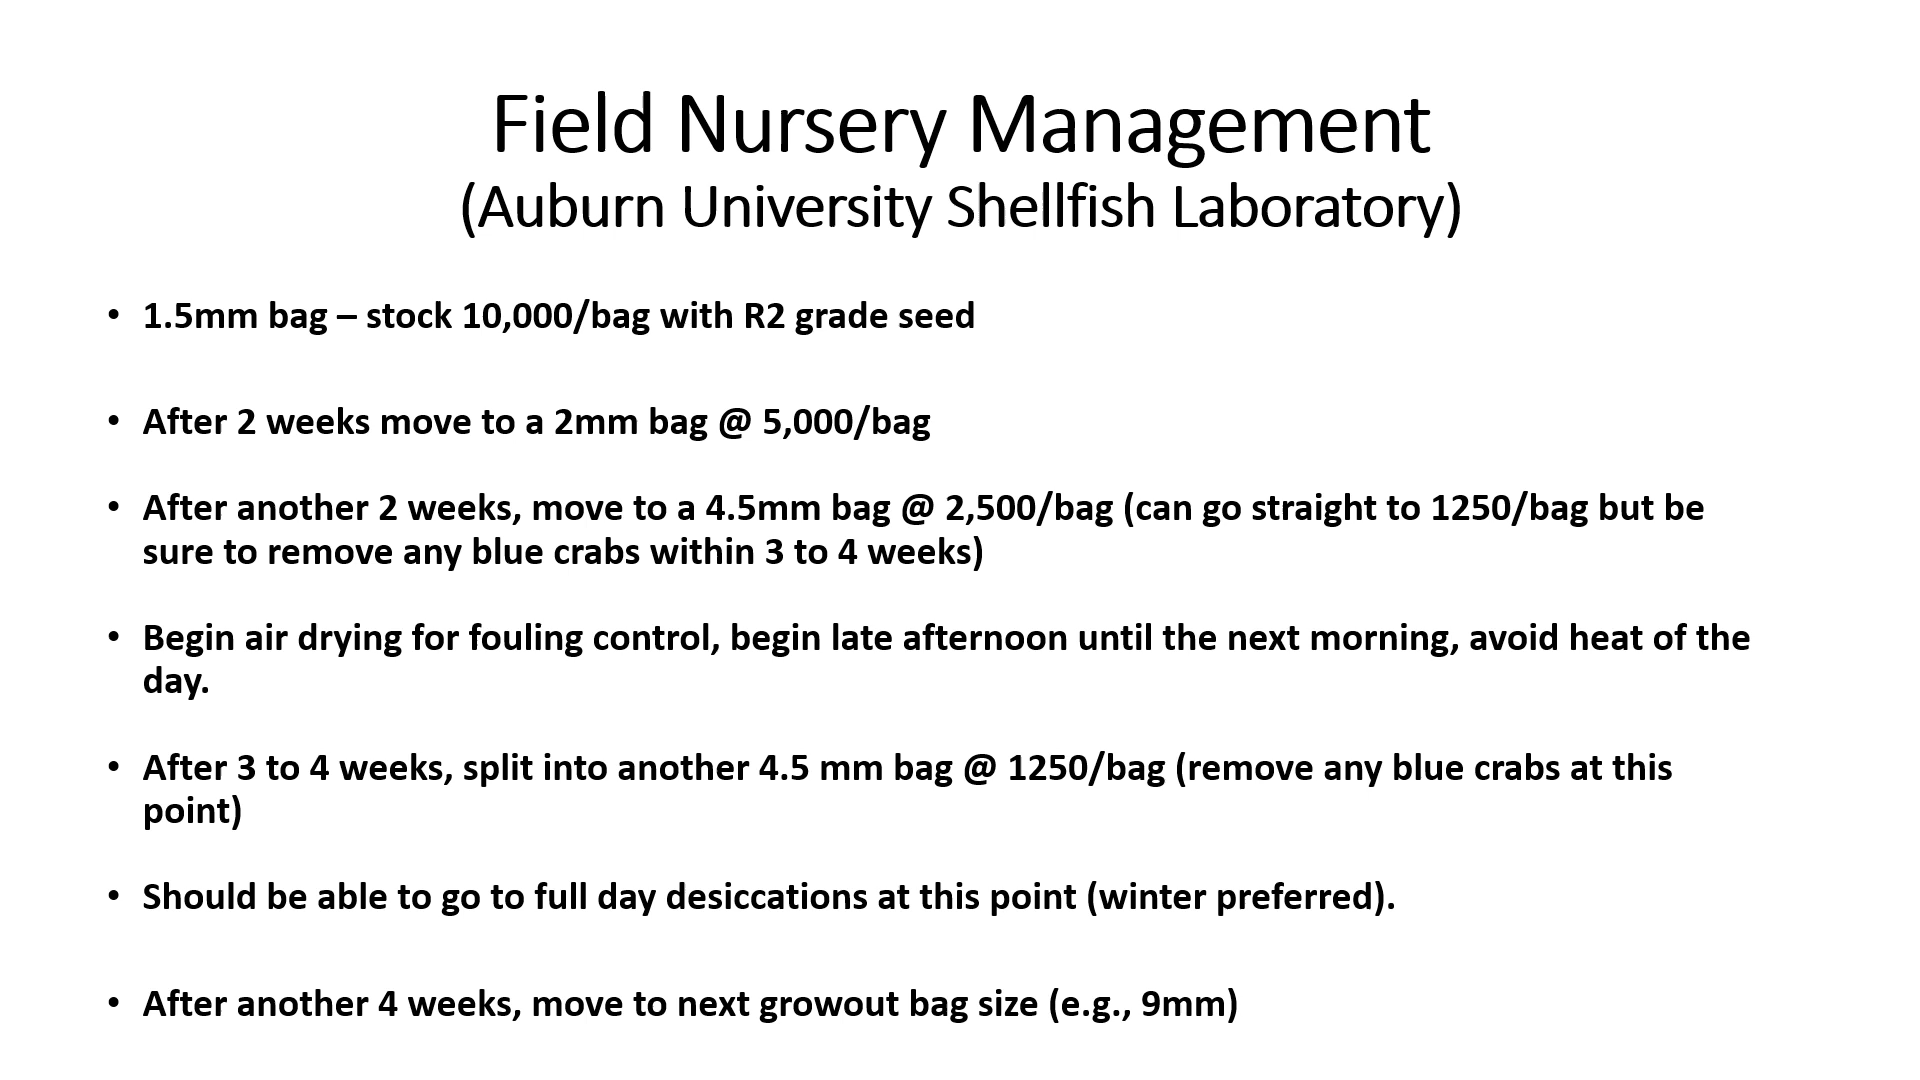 Field Nursery Management
(Auburn University Shellfish Laboratory)
• 1.5mm bag – stock 10,000/bag with R2 grade seed
• After 2 weeks move to a 2mm bag @ 5,000/bag
• After another 2 weeks, move to a 4.5mm bag @ 2,500/bag (can go straight to 1250/bag but be
sure to remove any blue crabs within 3 to 4 weeks)
• Begin air drying for fouling control, begin late afternoon until the next morning, avoid heat of the
day.
• After 3 to 4 weeks, split into another 4.5 mm bag @ 1250/bag (remove any blue crabs at this
point)
• Should be able to go to full day desiccations at this point (winter preferred).
• After another 4 weeks, move to next growout bag size (e.g., 9mm)